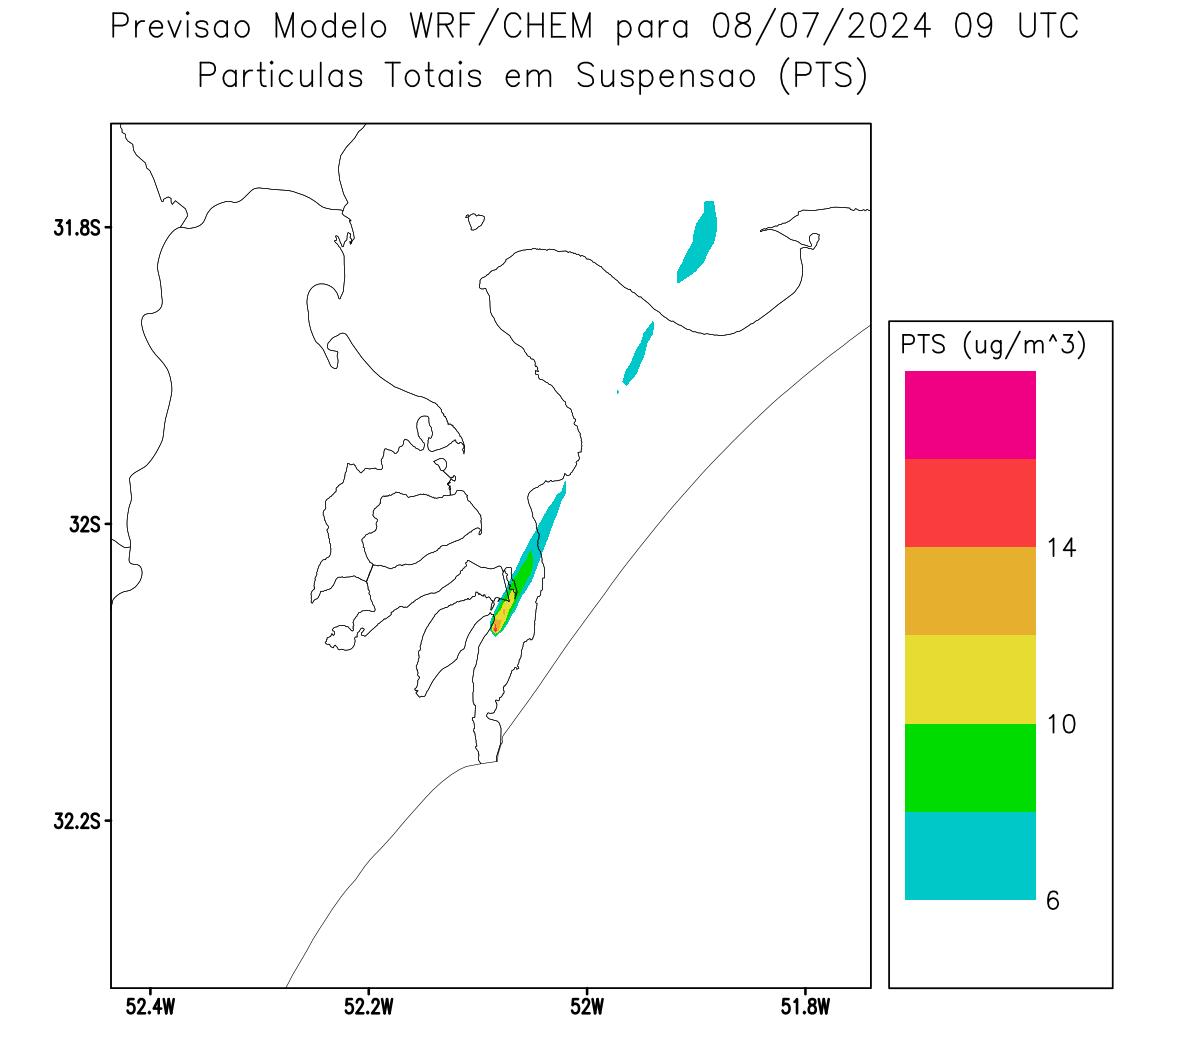 Previsao Modelo WRF/CHEM para 08/07/2024 09 UTC
Particulas Totais em Suspensao (PTS)
31.8S
32S
32.2S
52.4W 52.2W 52W 51.8W
PTS (ug/m^3)
14
10
6